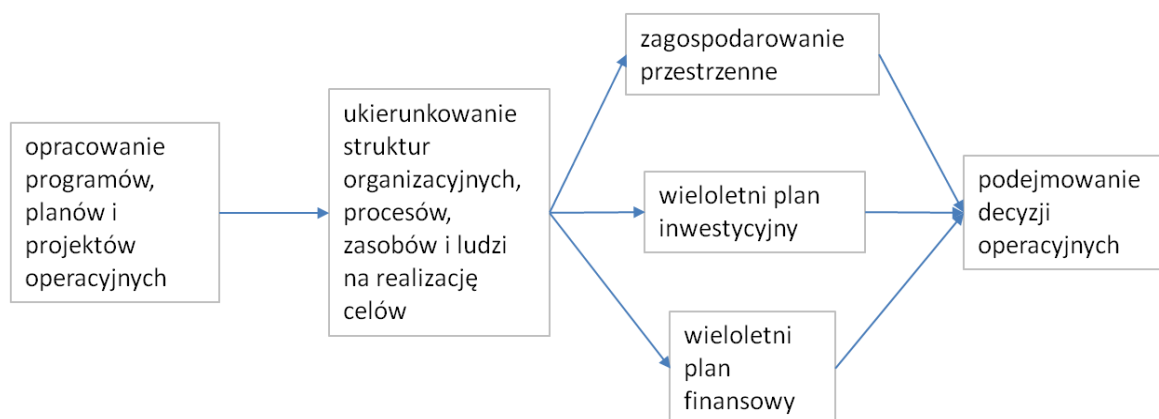 opracowanie
programów,
planów i
projektów
operacyjnych
ukierunkowanie
struktur
organizacyjnych,
procesów,
zasobów i ludzi
na realizację
celów
zagospodarowanie
przestrzenne
wieloletni plan
inwestycyjny
wieloletni
plan
finansowy
podejmowanie
decyzji
operacyjnych